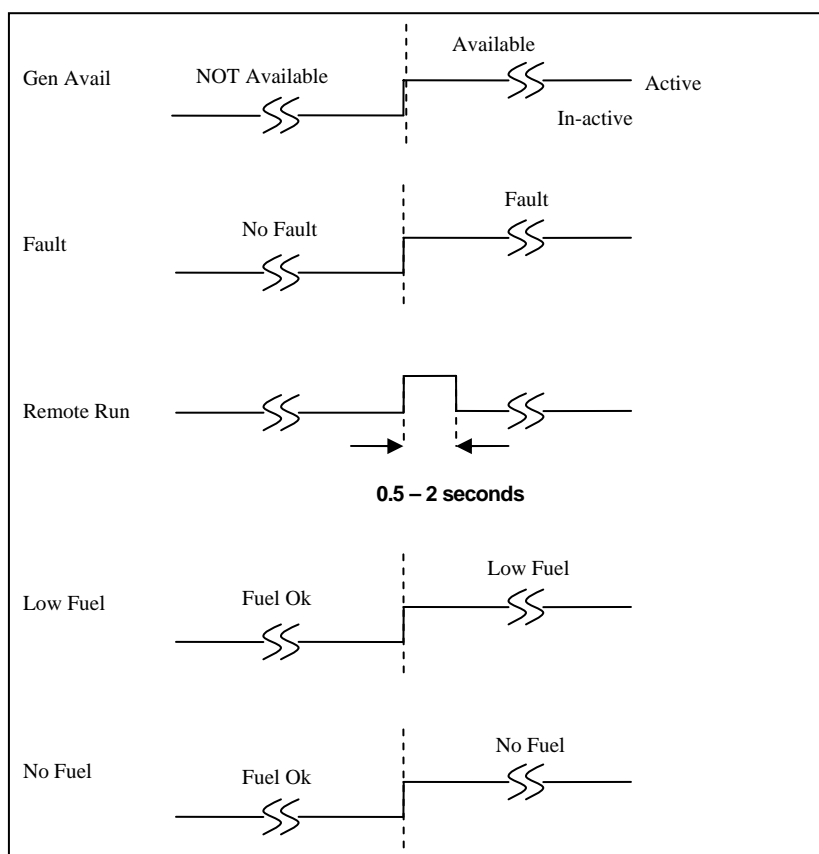 Available
Gen Avail
NOT Available
Active
In-active
Fault
No Fault
Fault
Remote Run
0.5 – 2 seconds
Low Fuel
Low Fuel
Fuel Ok
No Fuel
No Fuel
Fuel Ok